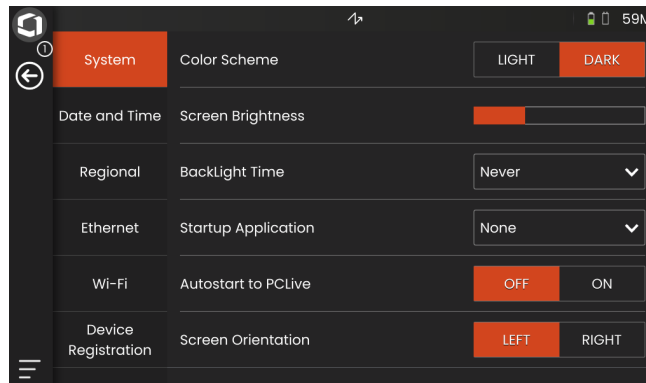 59M
1
System
Color Scheme
LIGHT
DARK
Date and Time
Screen Brightness
Regional
BackLight Time
Never
Ethernet
Startup Application
None
Wi-Fi
Autostart to PCLive
OFF
ON
Device
Registration
Screen Orientation
LEFT
RIGHT